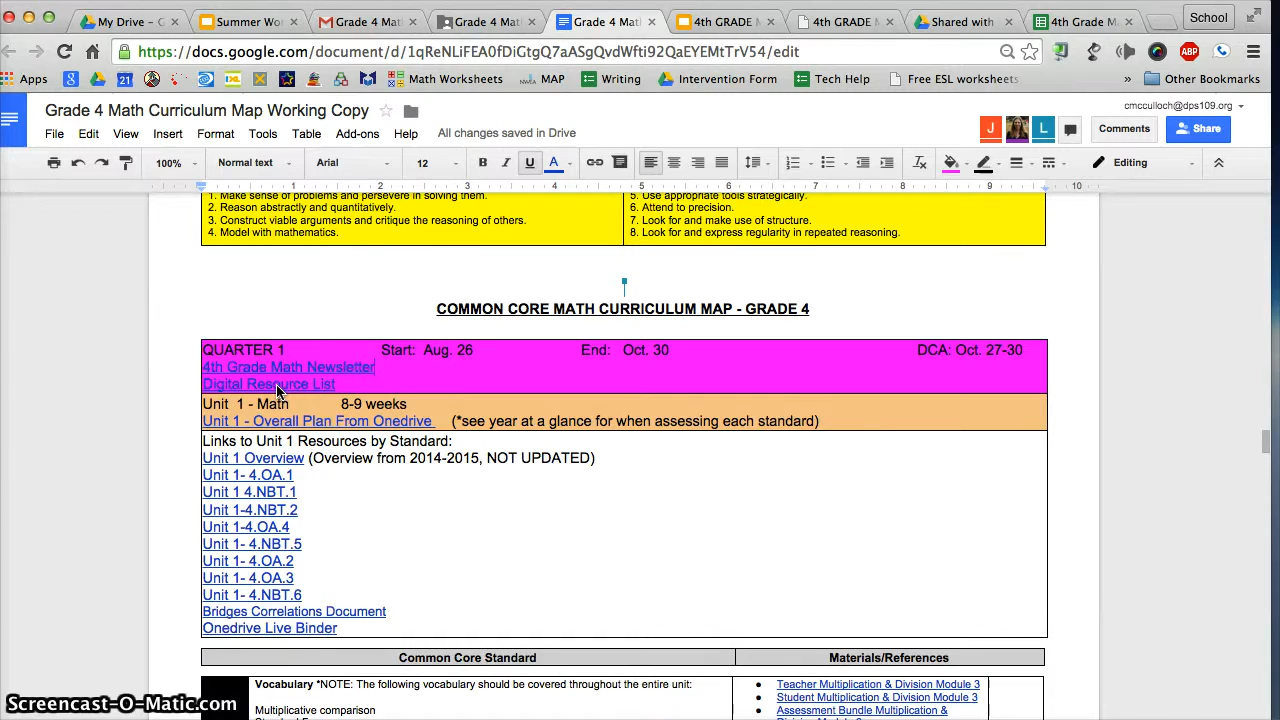 My Drive - G
Summer Wo
Grade 4 Mat
Grade 4 Mat
Grade 4 Mat
4th GRADE M
4th GRADE M
Shared with
4th Grade M
School
https://docs.google.com/document/d/1qReNLiFEA0fDiGtgQ7aASgQvdWfti92QaEYEMtTrV54/edit
Apps
Math Worksheets
MAP
Writing
Intervention Form
Tech Help
Free ESL worksheets
»
Other Bookmarks
Grade 4 Math Curriculum Map Working Copy
cmcculloch@dps109.org
File Edit View Insert Format Tools Table Add-ons Help All changes saved in Drive
J L Comments Share
100% Normal text Arial 12 B I U A Editing
1 2 3 4 5 6 7 8 9 10
1. Make sense of problems and persevere in solving them.
2. Reason abstractly and quantitatively.
3. Construct viable arguments and critique the reasoning of others.
4. Model with mathematics.
5. Use appropriate tools strategically.
6. Attend to precision.
7. Look for and make use of structure.
8. Look for and express regularity in repeated reasoning.
COMMON CORE MATH CURRICULUM MAP - GRADE 4
QUARTER 1 Start: Aug. 26 End: Oct. 30 DCA: Oct. 27-30
4th Grade Math Newsletter
Digital Resource List
Unit 1 - Math 8-9 weeks
Unit 1 - Overall Plan From Onedrive (*see year at a glance for when assessing each standard)
Links to Unit 1 Resources by Standard:
Unit 1 Overview (Overview from 2014-2015, NOT UPDATED)
Unit 1- 4.OA.1
Unit 1 4.NBT.1
Unit 1-4.NBT.2
Unit 1-4.OA.4
Unit 1- 4.NBT.5
Unit 1- 4.OA.2
Unit 1- 4.OA.3
Unit 1- 4.NBT.6
Bridges Correlations Document
Onedrive Live Binder
Common Core Standard Materials/References
Vocabulary *NOTE: The following vocabulary should be covered throughout the entire unit:
Multiplicative comparison
Teacher Multiplication & Division Module 3
Student Multiplication & Division Module 3
Assessment Bundle Multiplication &
Screencast-O-Matic.com